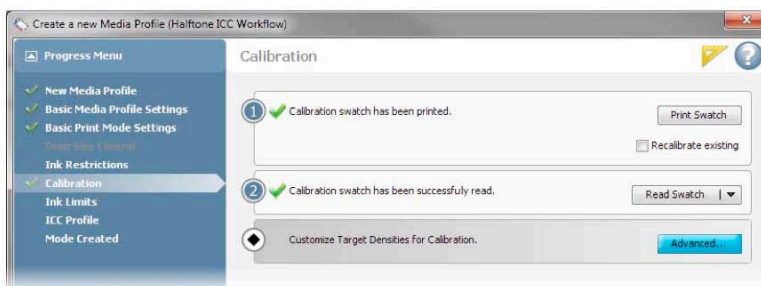 Create a new Media Profile (Halftone ICC Workflow)
Progress Menu
Calibration
New Media Profile
Basic Media Profile Settings
Basic Print Mode Settings
Drop Size Control
Ink Restrictions
Calibration
Ink Limits
ICC Profile
Mode Created
1
Calibration swatch has been printed.
Print Swatch
Recalibrate existing
2
Calibration swatch has been successfuly read.
Read Swatch
Customize Target Densities for Calibration.
Advanced...